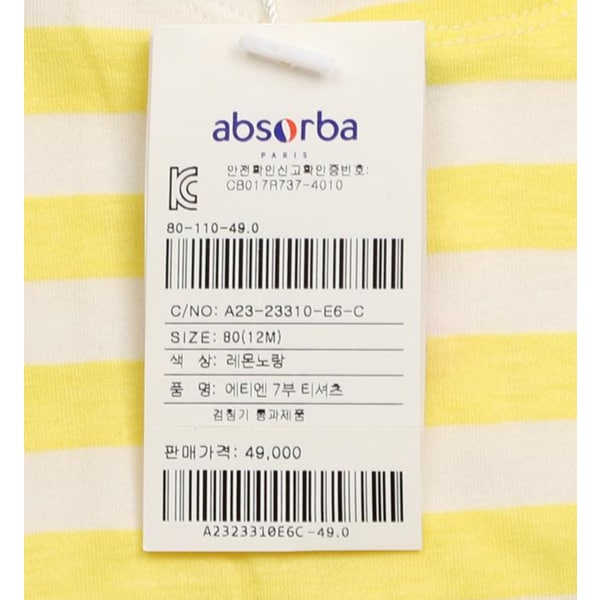 absorba
PARIS
안전확인신고확인증번호:
CB017R737-4010
80-110-49.0
C/NO: A23-23310-E6-C
SIZE: 80(12M)
색 상: 레몬노랑
품 명: 에티엔 7부 티셔츠
검침기 통과제품
판매가격: 49,000
A2323310E6C-49.0